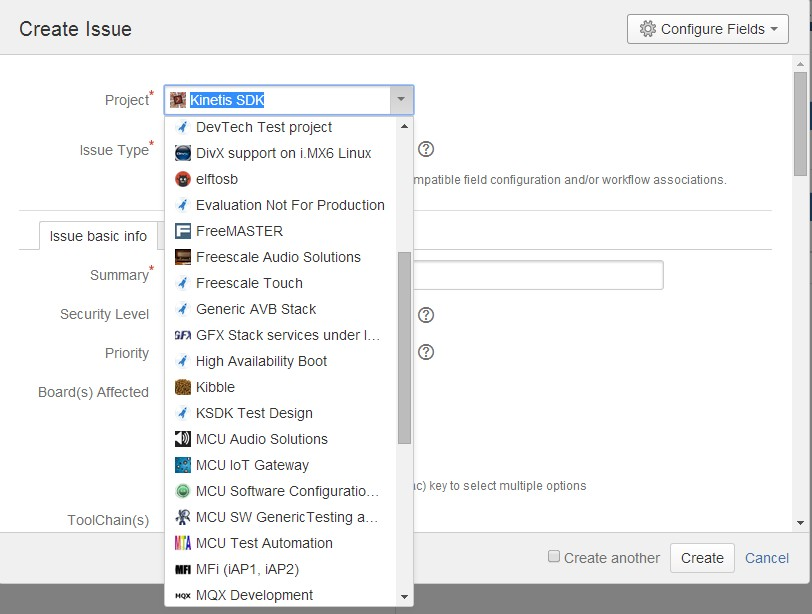 Create Issue
Configure Fields
Project*
Kinetis SDK
DevTech Test project
Issue Type*
DivX support on i.MX6 Linux
elftosb
mpatible field configuration and/or workflow associations.
Evaluation Not For Production
FreeMASTER
Issue basic info
Freescale Audio Solutions
Summary*
Freescale Touch
Security Level
Generic AVB Stack
GFX
GFX Stack services under I...
Priority
High Availability Boot
Board(s) Affected
Kibble
KSDK Test Design
MCU Audio Solutions
MCU IoT Gateway
MCU Software Configuratio...
ac) key to select multiple options
MCU SW GenericTesting a...
ToolChain(s)
MTA
MCU Test Automation
MFI
MFi (iAP1, iAP2)
MQX
MQX Development
Create another
Create
Cancel